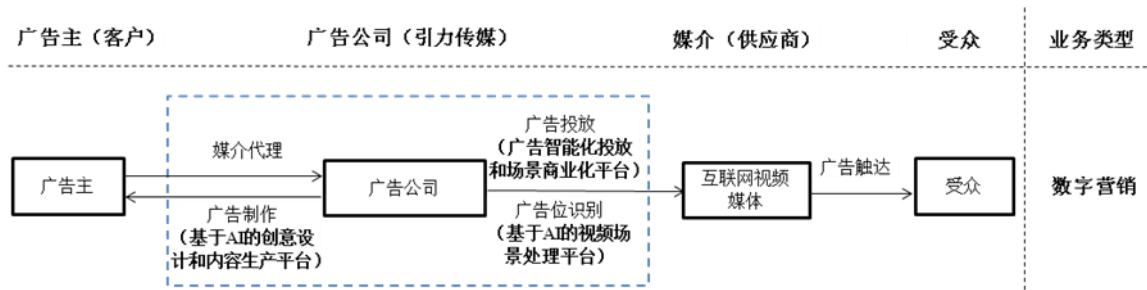 广告主（客户）
广告公司（引力传媒）
媒介（供应商）
受众
业务类型
广告主
媒介代理
广告制作
（基于AI的创意设
计和内容生产平台）
广告公司
广告投放
（广告智能化投放
和场景商业化平台）
广告位识别
（基于AI的视频场
景处理平台）
互联网视频
媒体
广告触达
受众
数字营销